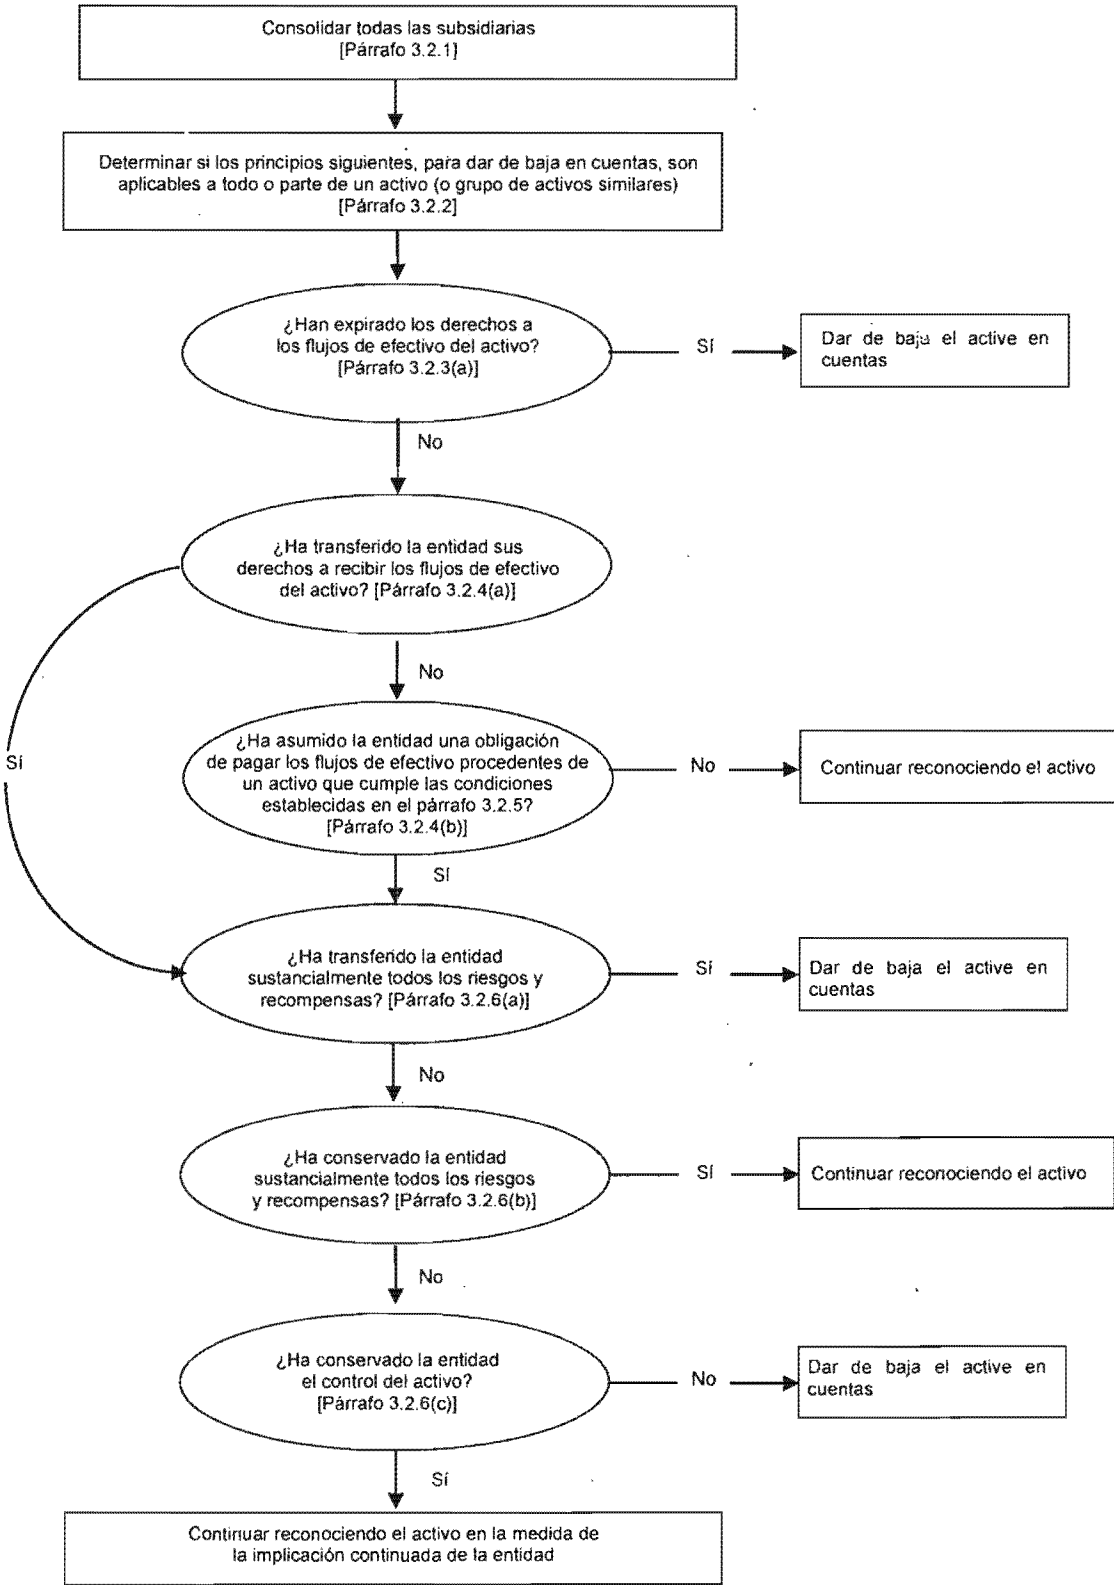 Consolidar todas las subsidiarias
[Párrafo 3.2.1]
Determinar si los principios siguientes, para dar de baja en cuentas, son
aplicables a todo o parte de un activo (o grupo de activos similares)
[Párrafo 3.2.2]
¿Han expirado los derechos a
los flujos de efectivo del activo?
[Párrafo 3.2.3(a)]
Sí
Dar de baja el active en
cuentas
No
¿Ha transferido la entidad sus
derechos a recibir los flujos de efectivo
del activo? [Párrafo 3.2.4(a)]
No
Sí
¿Ha asumido la entidad una obligación
de pagar los flujos de efectivo procedentes de
un activo que cumple las condiciones
establecidas en el párrafo 3.2.5?
[Párrafo 3.2.4(b)]
No
Continuar reconociendo el activo
Sí
¿Ha transferido la entidad
sustancialmente todos los riesgos y
recompensas? [Párrafo 3.2.6(a)]
Sí
Dar de baja el active en
cuentas
No
¿Ha conservado la entidad
sustancialmente todos los riesgos
y recompensas? [Párrafo 3.2.6(b)]
Sí
Continuar reconociendo el activo
No
¿Ha conservado la entidad
el control del activo?
[Párrafo 3.2.6(c)]
No
Dar de baja el active en
cuentas
Sí
Continuar reconociendo el activo en la medida de
la implicación continuada de la entidad